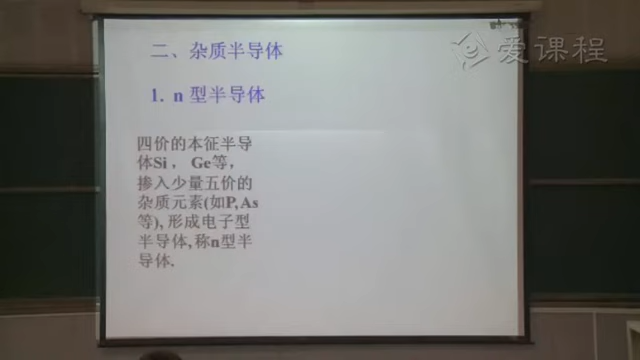 爱课程
二、杂质半导体
1. n 型半导体
四价的本征半导
体Si， Ge等，
掺入少量五价的
杂质元素(如P,As
等),形成电子型
半导体,称n型半
导体.